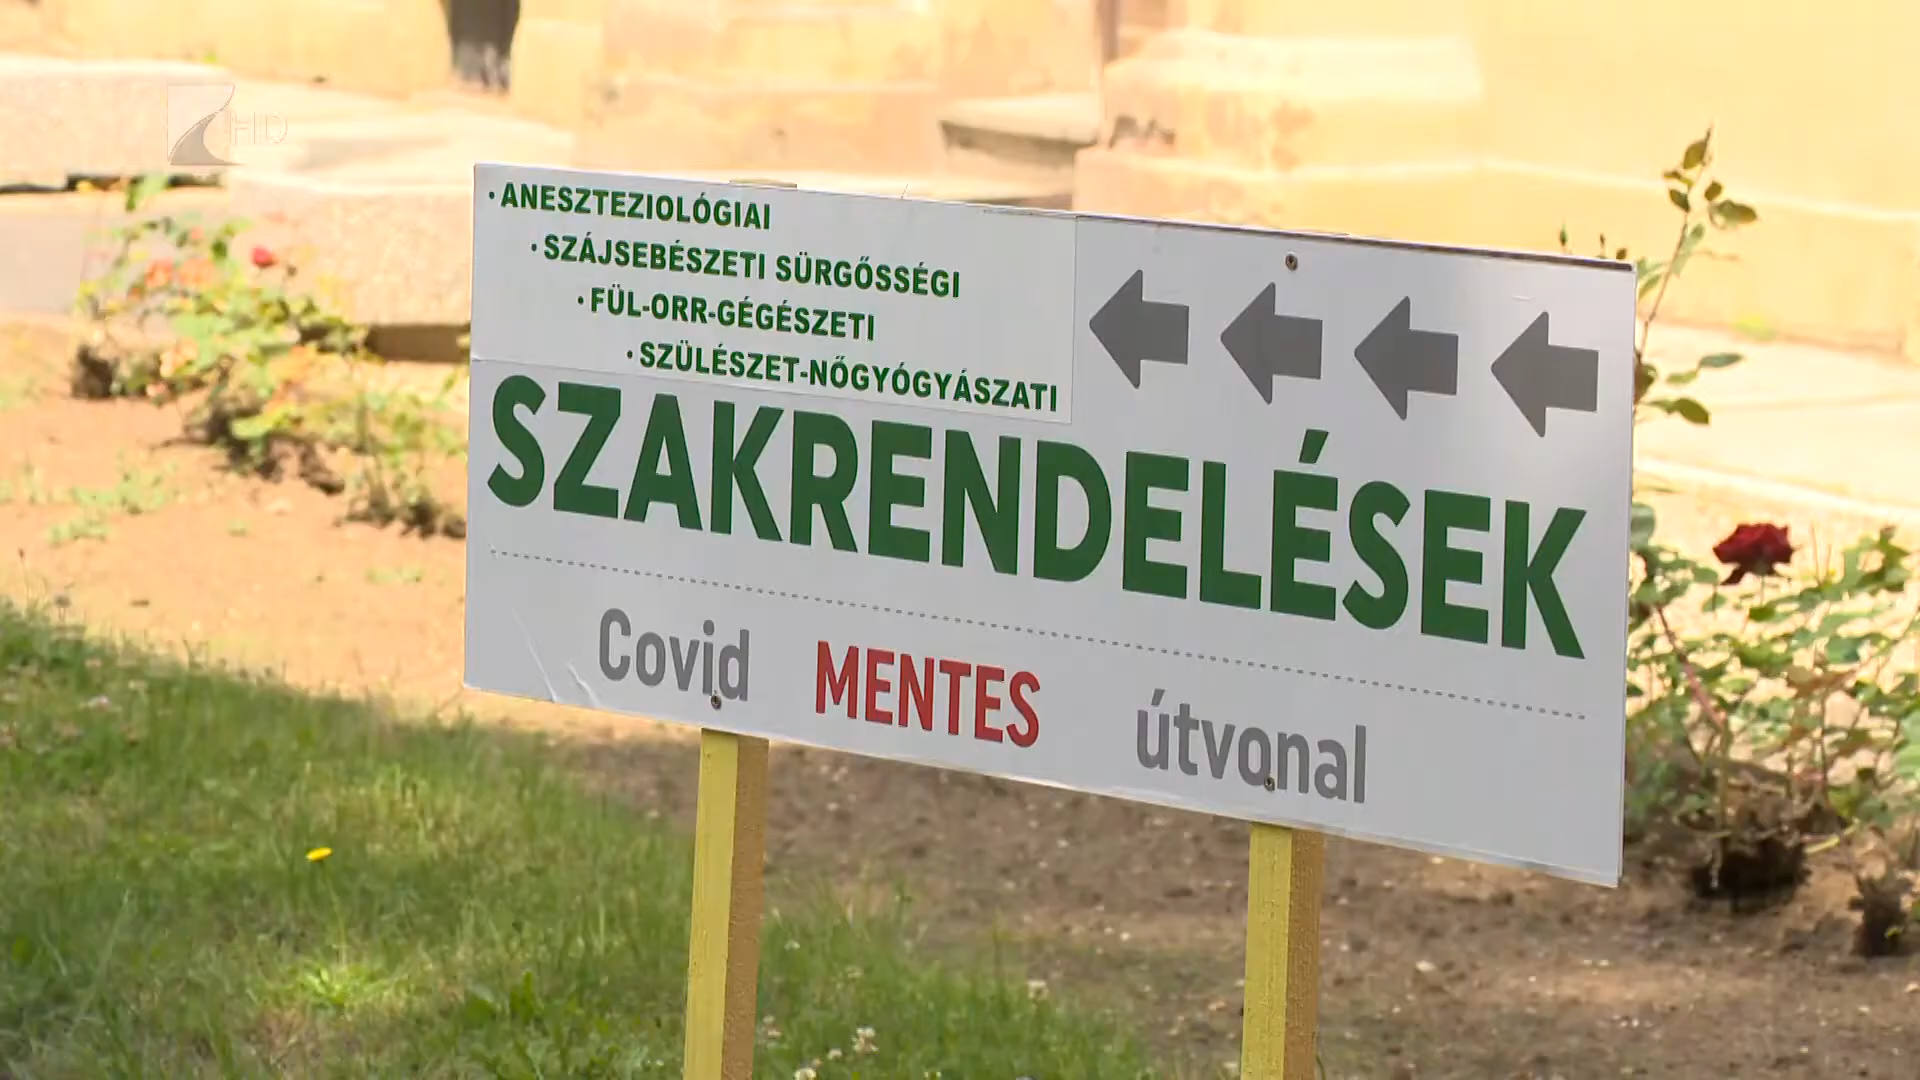 HD
· ANESZTEZIOLÓGIAI
· SZÁJSEBÉSZETI SÜRGŐSSÉGI
· FÜL-ORR-GÉGÉSZETI
· SZÜLÉSZET-NŐGYÓGYÁSZATI
SZAKRENDELÉSEK
Covid MENTES útvonal